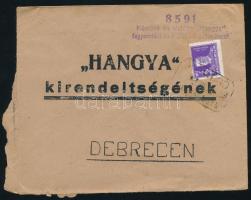 8591
„HANGYA“
kirendeltségének
DEBRECEN